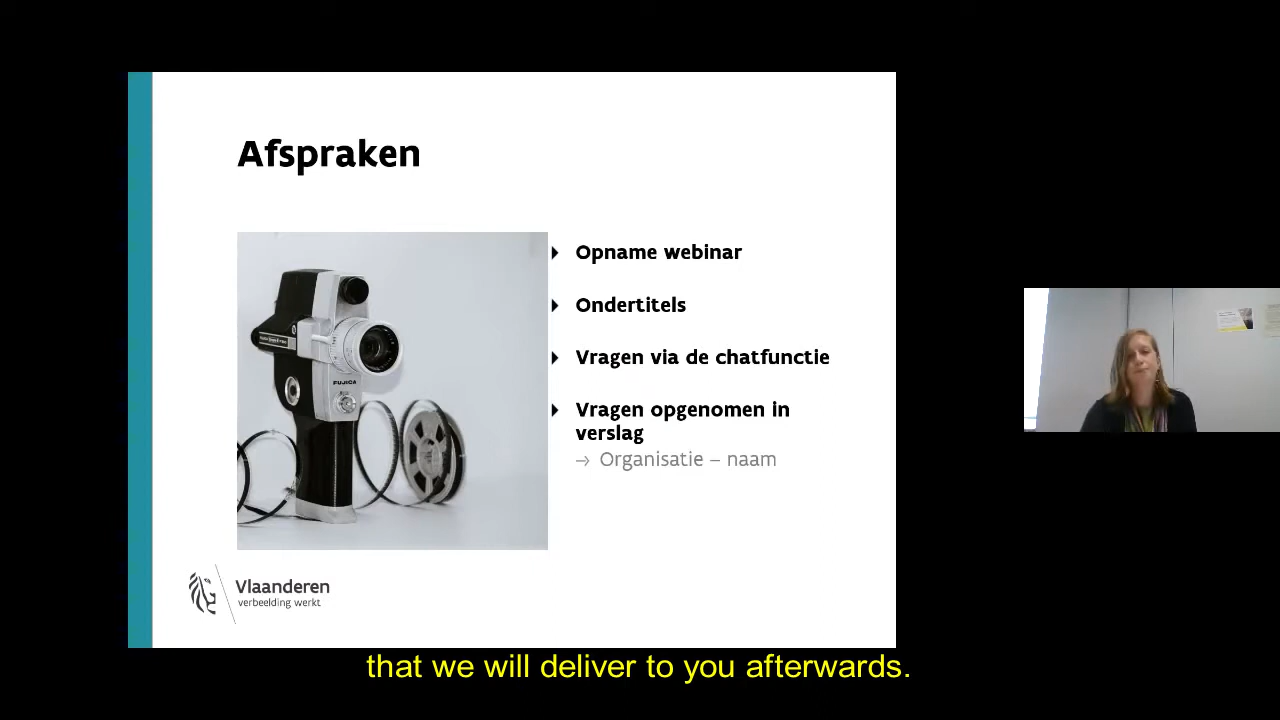 Afspraken
Opname webinar
Ondertitels
Vragen via de chatfunctie
Vragen opgenomen in
verslag
→ Organisatie – naam
FUJICA
Vlaanderen
verbeelding werkt
that we will deliver to you afterwards.